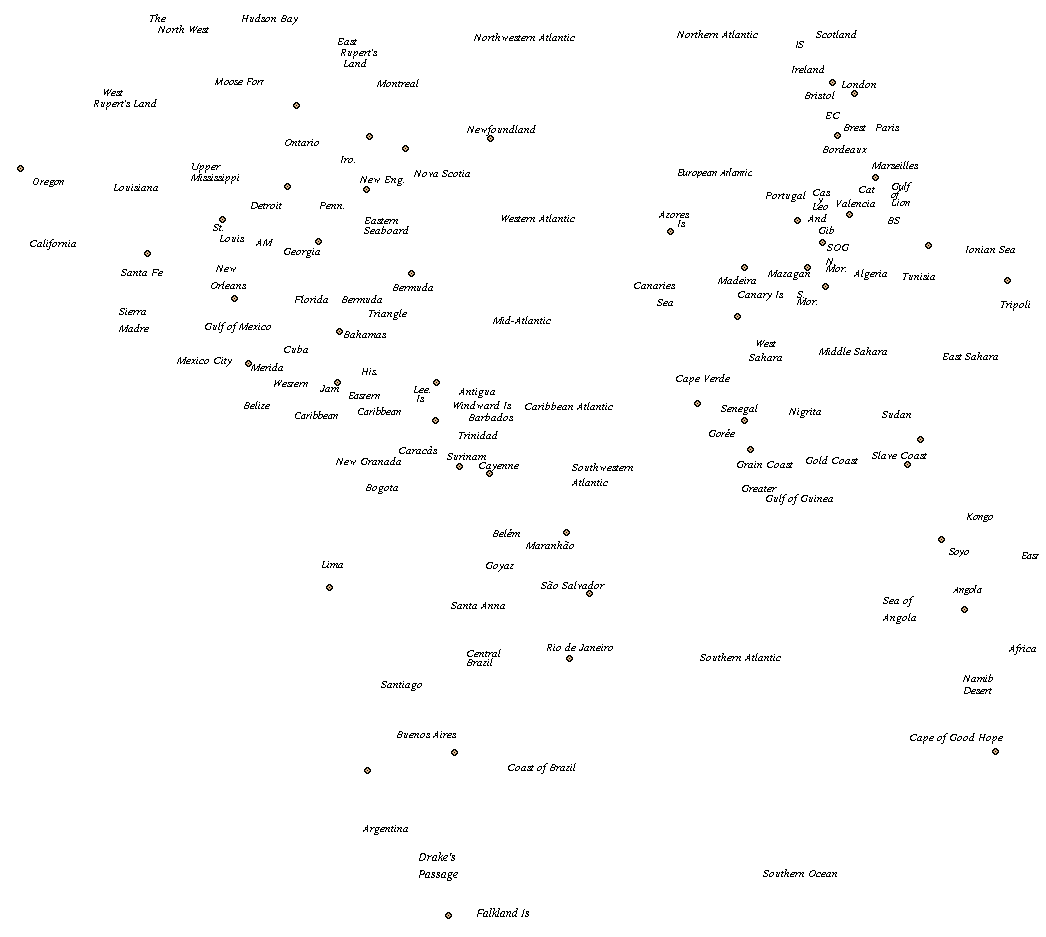 The
North West
Hudson Bay
East
Rupert's
Land
Northwestern Atlantic
Northern Atlantic
Scotland
IS
Ireland
Moose Fort
Montreal
London
Bristol
West
Rupert's Land
EC
Brest
Paris
Newfoundland
Ontario
Bordeaux
Iro.
Upper
Mississippi
Marseilles
Nova Scotia
European Atlantic
Oregon
Louisiana
New Eng.
Cat
Gulf
of
Lion
Portugal
Cas
y
Leo
Valencia
Detroit
Penn.
Eastern
Seaboard
Western Atlantic
Azores
Is
And
BS
Gib
St.
Louis
AM
Georgia
California
SOG
Ionian Sea
N.
Mor.
Santa Fe
New
Orleans
Bermuda
Canaries
Sea
Madeira
Mazagan
Algeria
Tunisia
Canary Is
S.
Mor.
Tripoli
Florida
Bermuda
Triangle
Sierra
Madre
Gulf of Mexico
Bahamas
Mid-Atlantic
Cuba
West
Sahara
Middle Sahara
East Sahara
Mexico City
Merida
His.
Western
Caribbean
Jam
Eastern
Caribbean
Lee.
Is
Antigua
Cape Verde
Belize
Windward Is
Barbados
Caribbean Atlantic
Senegal
Nigrita
Sudan
Trinidad
Gorée
Caracás
Surinam
Slave Coast
New Granada
Cayenne
Southwestern
Atlantic
Grain Coast
Gold Coast
Bogota
Greater
Gulf of Guinea
Kongo
Belém
Maranhão
Soyo
East
Lima
Goyaz
São Salvador
Angola
Santa Anna
Sea of
Angola
Rio de Janeiro
Central
Brazil
Southern Atlantic
Africa
Santiago
Namib
Desert
Buenos Aires
Cape of Good Hope
Coast of Brazil
Argentina
Drake's
Passage
Southern Ocean
Falkland Is